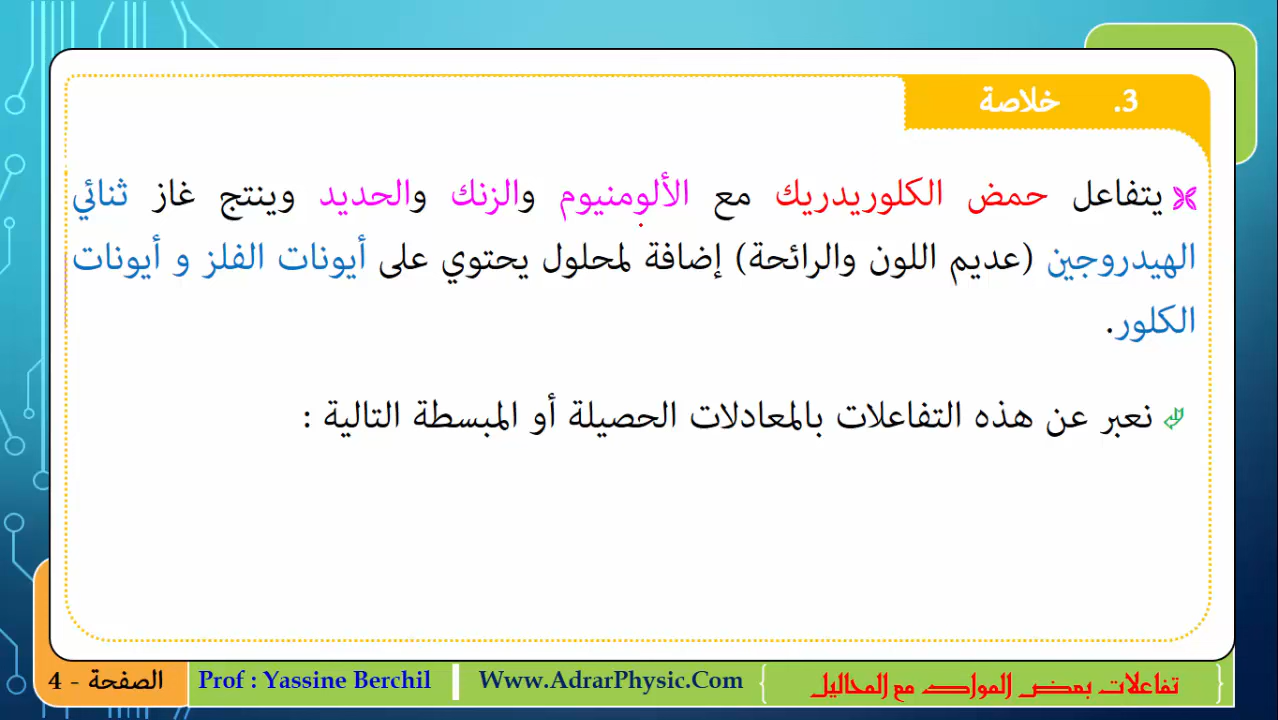 3. خلاصة
يتفاعل حمض الكلوريدريك مع الألومنيوم والزنك والحديد وينتج غاز ثنائي
الهيدروجين (عديم اللون والرائحة) إضافة لمحلول يحتوي على أيونات الفلز و أيونات
الكلور.
نعبر عن هذه التفاعلات بالمعادلات الحصيلة أو المبسطة التالية :
تفاعلات بعض المواد مع المحاليل
Www.AdrarPhysic.Com
Prof : Yassine Berchil
الصفحة - 4